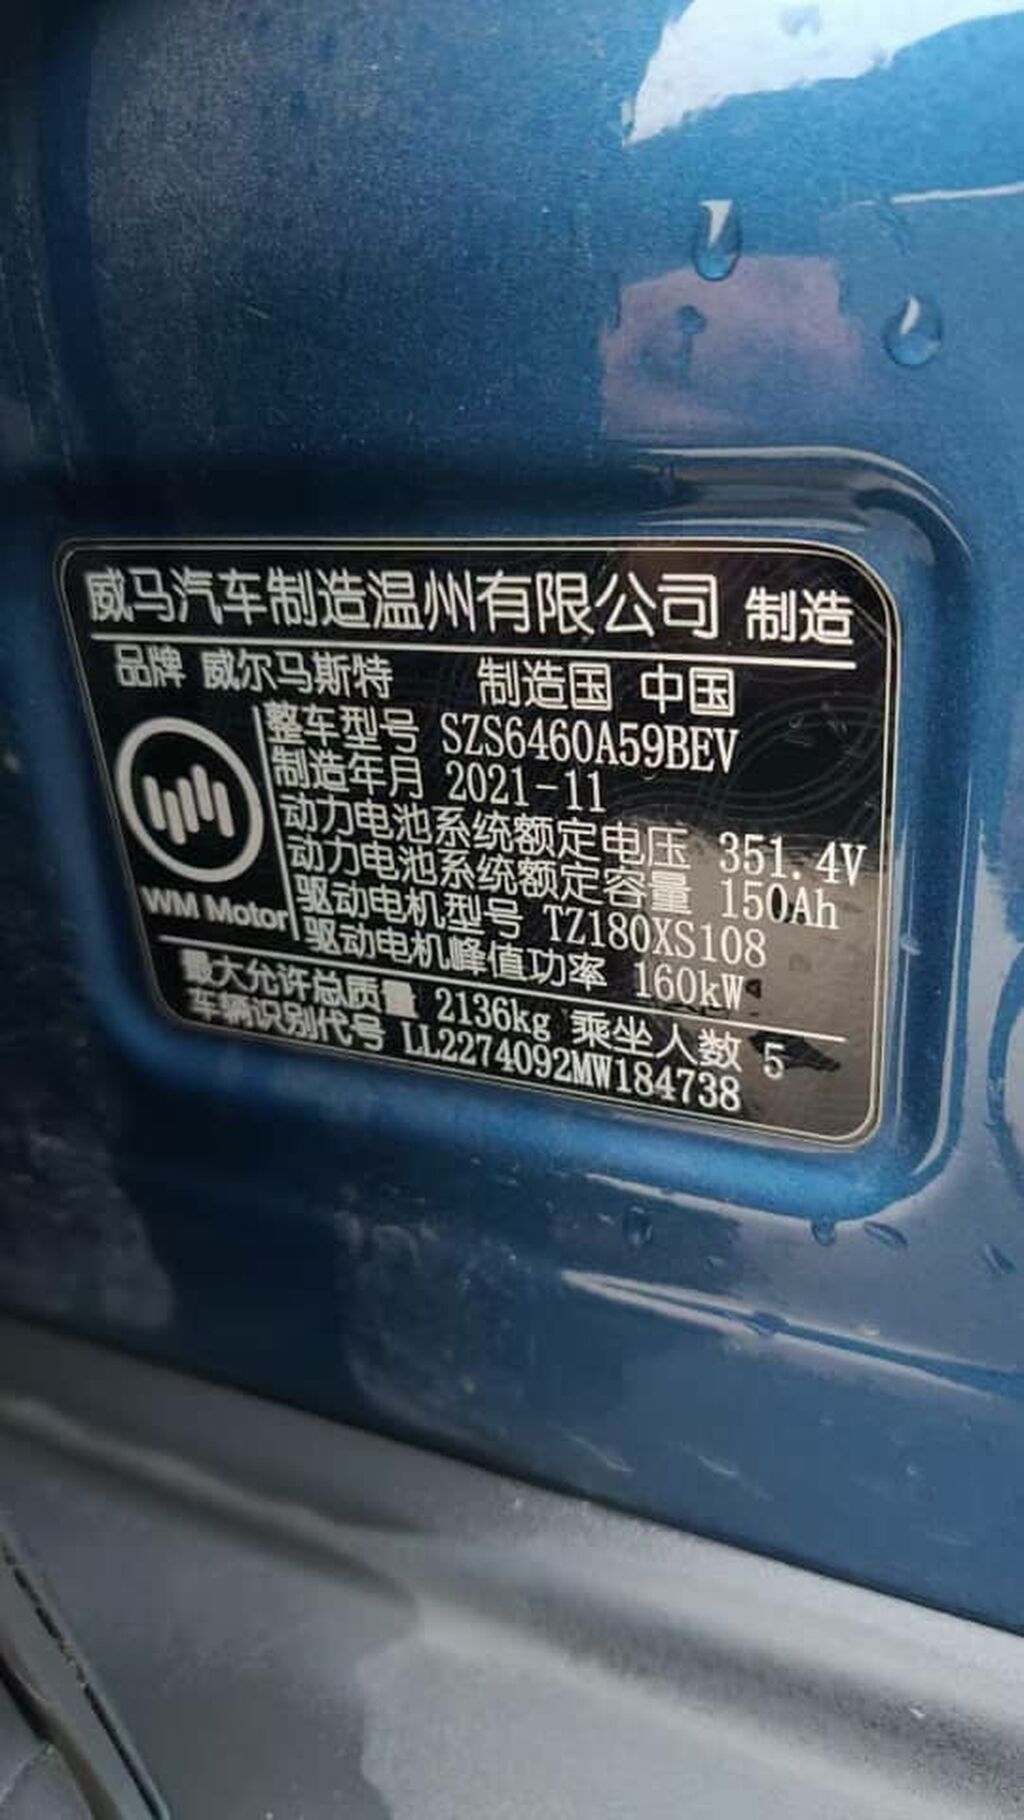 威马汽车制造温州有限公司 制造
品牌 威尔马斯特 制造国 中国
整车型号 SZS6460A59BEV
制造年月 2021-11
动力电池系统额定电压 351.4V
动力电池系统额定容量 150Ah
驱动电机型号 TZ180XS108
驱动电机峰值功率 160kW
WM Motor
最大允许总质量 2136kg 乘坐人数 5
车辆识别代号 LL2274092MW184738